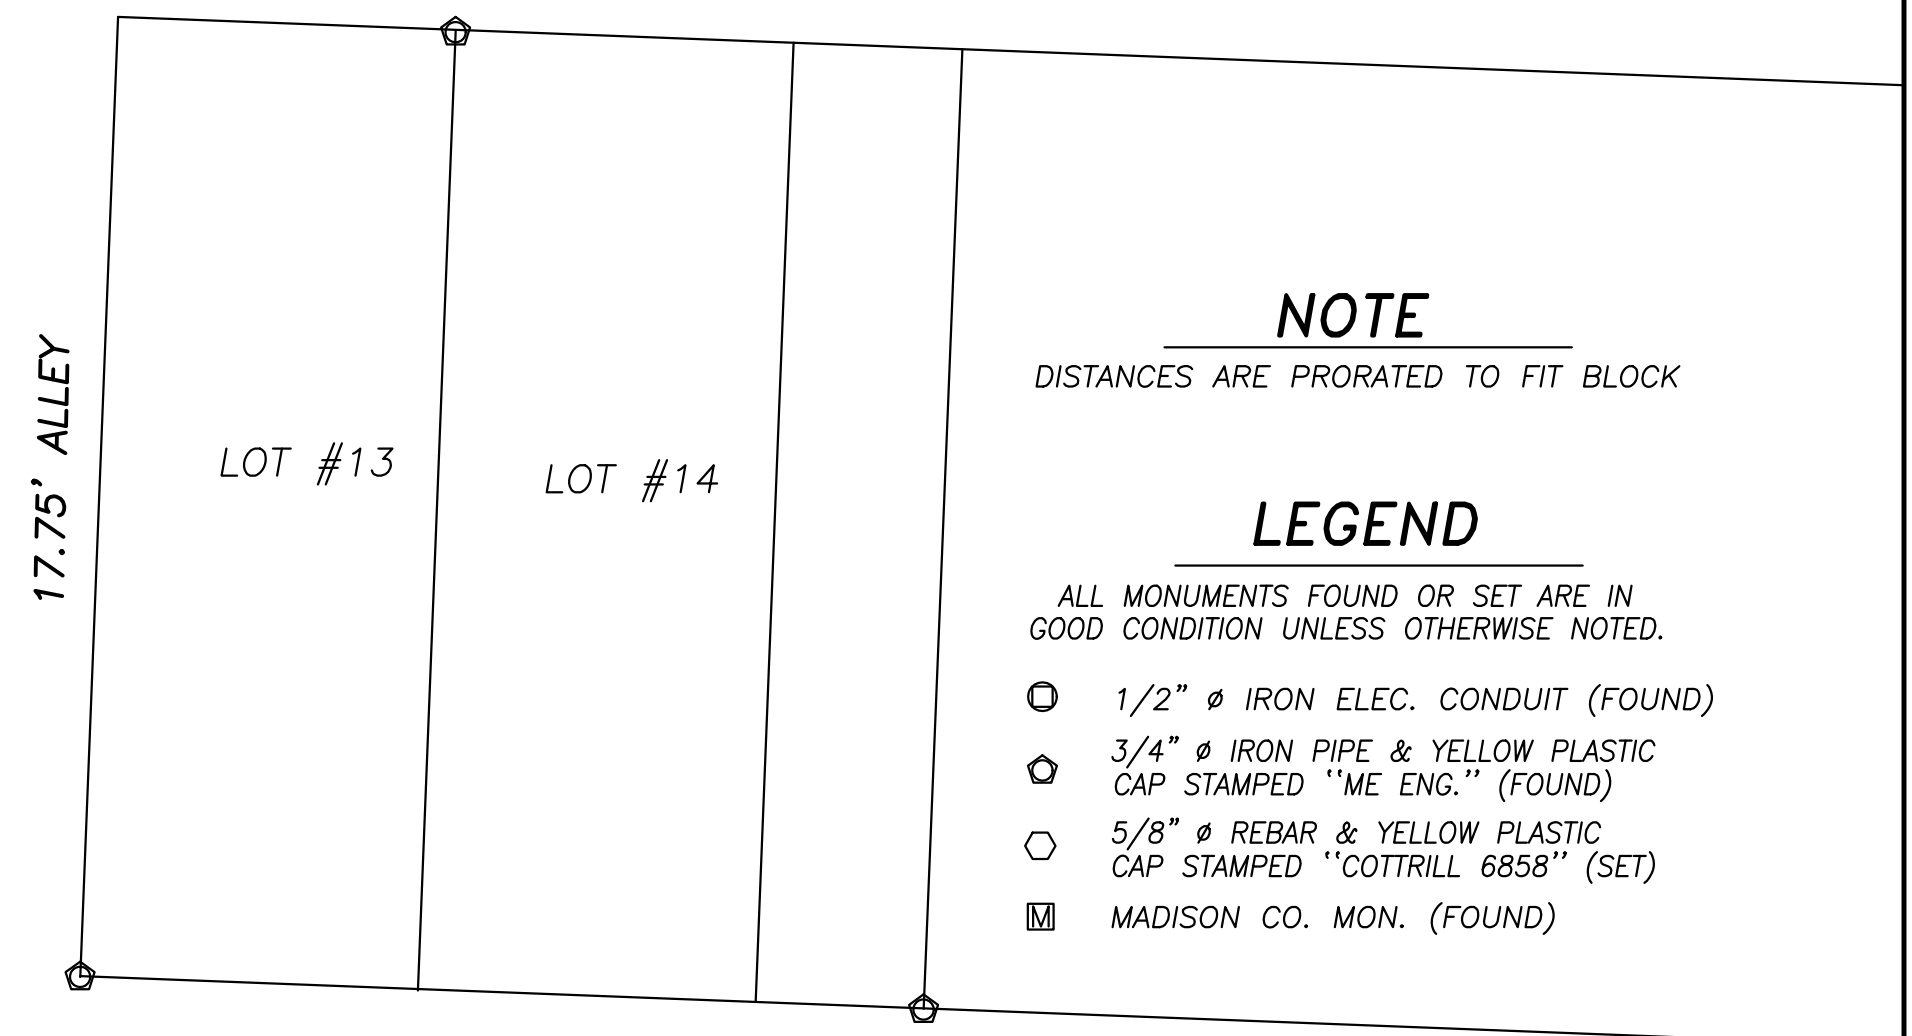 17.75' ALLEY
LOT #13
LOT #14
NOTE
DISTANCES ARE PRORATED TO FIT BLOCK
LEGEND
ALL MONUMENTS FOUND OR SET ARE IN
GOOD CONDITION UNLESS OTHERWISE NOTED.
1/2" ø IRON ELEC. CONDUIT (FOUND)
3/4" ø IRON PIPE & YELLOW PLASTIC
CAP STAMPED "ME ENG." (FOUND)
5/8" ø REBAR & YELLOW PLASTIC
CAP STAMPED "COTTRILL 6858" (SET)
M MADISON CO. MON. (FOUND)